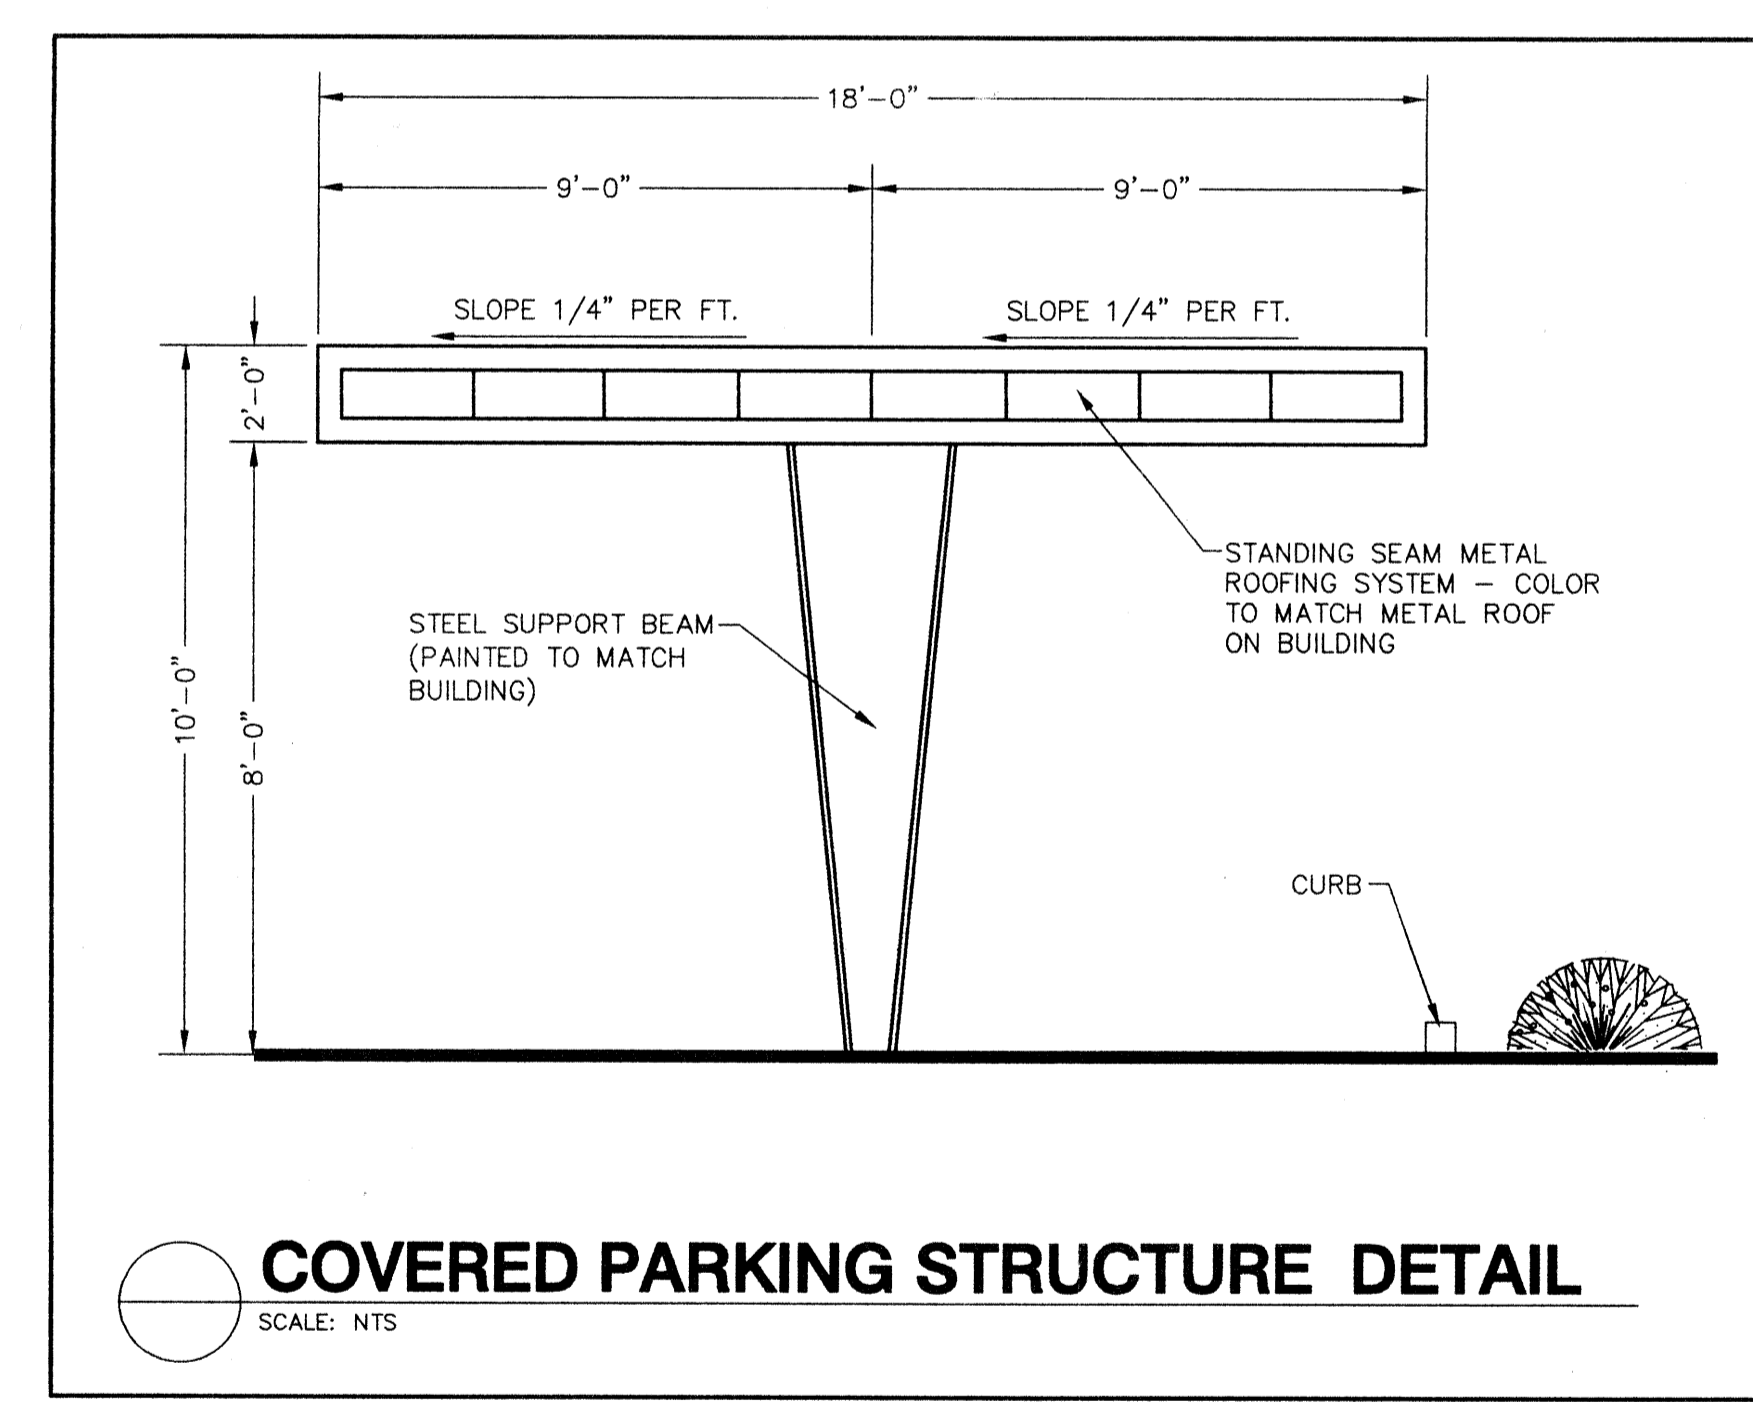 18'-0"
9'-0"
9'-0"
SLOPE 1/4" PER FT.
SLOPE 1/4" PER FT.
2'-0"
10'-0"
8'-0"
STEEL SUPPORT BEAM
(PAINTED TO MATCH
BUILDING)
STANDING SEAM METAL
ROOFING SYSTEM – COLOR
TO MATCH METAL ROOF
ON BUILDING
CURB
COVERED PARKING STRUCTURE DETAIL
SCALE: NTS